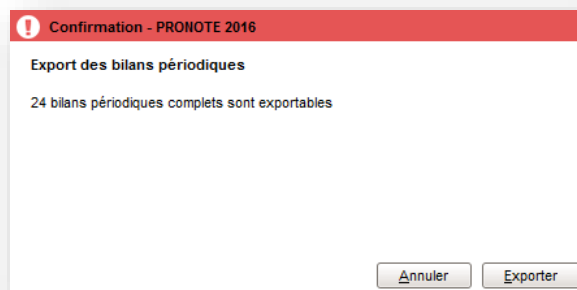 Confirmation - PRONOTE 2016
Export des bilans périodiques
24 bilans périodiques complets sont exportables
Annuler Exporter